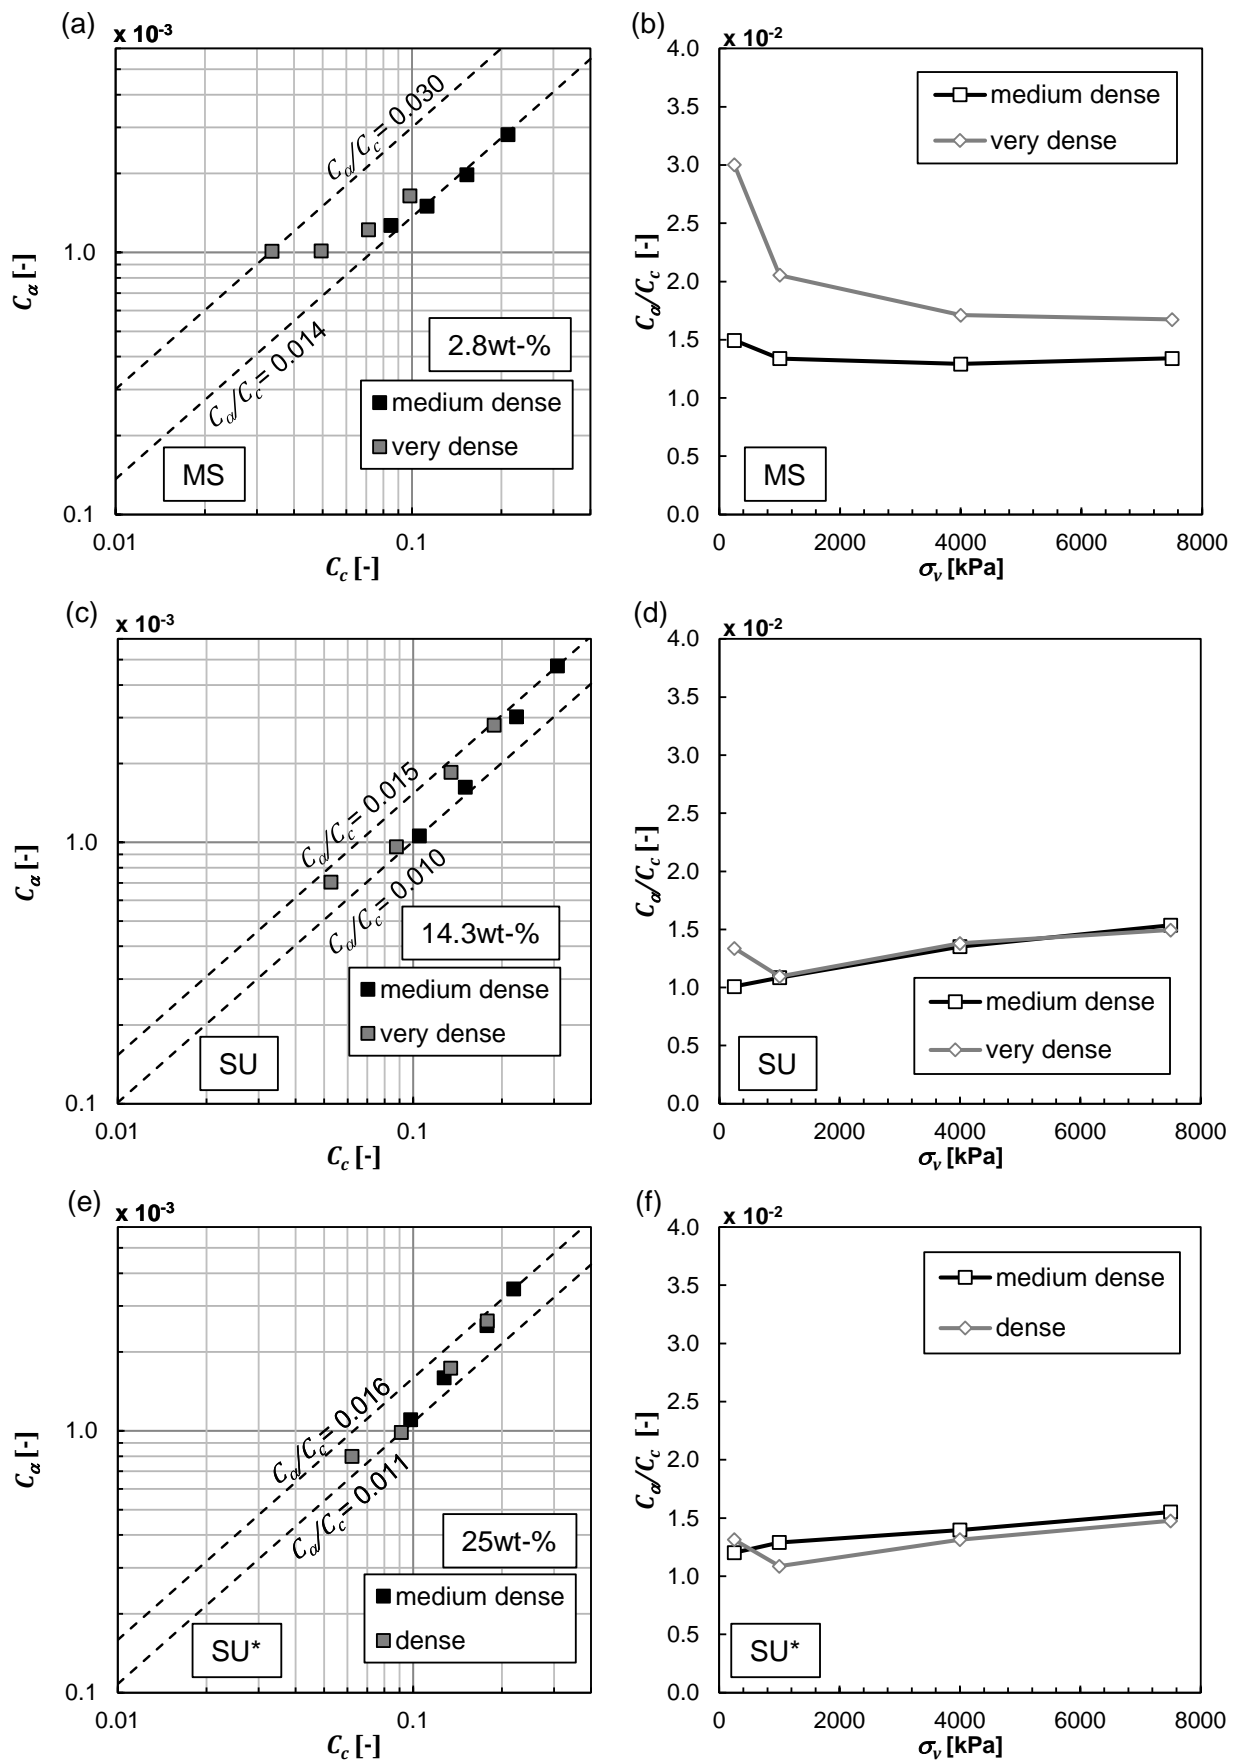 (a)
x 10-3
Cα/Cc = 0.030
1.0
Cα [-]
Cα/Cc = 0.014
2.8wt-%
medium dense
very dense
MS
0.1
0.01
0.1
Cc [-]
(b)
x 10-2
4.0
3.5
3.0
2.5
2.0
1.5
1.0
0.5
0.0
Cα/Cc [-]
medium dense
very dense
MS
0 2000 4000 6000 8000
σv [kPa]
(c)
x 10-3
Cα/Cc = 0.015
1.0
Cα [-]
Cα/Cc = 0.010
14.3wt-%
medium dense
very dense
SU
0.1
0.01
0.1
Cc [-]
(d)
x 10-2
4.0
3.5
3.0
2.5
2.0
1.5
1.0
0.5
0.0
Cα/Cc [-]
medium dense
very dense
SU
0 2000 4000 6000 8000
σv [kPa]
(e)
x 10-3
Cα/Cc = 0.016
1.0
Cα [-]
Cα/Cc = 0.011
25wt-%
medium dense
dense
SU*
0.1
0.01
0.1
Cc [-]
(f)
x 10-2
4.0
3.5
3.0
2.5
2.0
1.5
1.0
0.5
0.0
Cα/Cc [-]
medium dense
dense
SU*
0 2000 4000 6000 8000
σv [kPa]